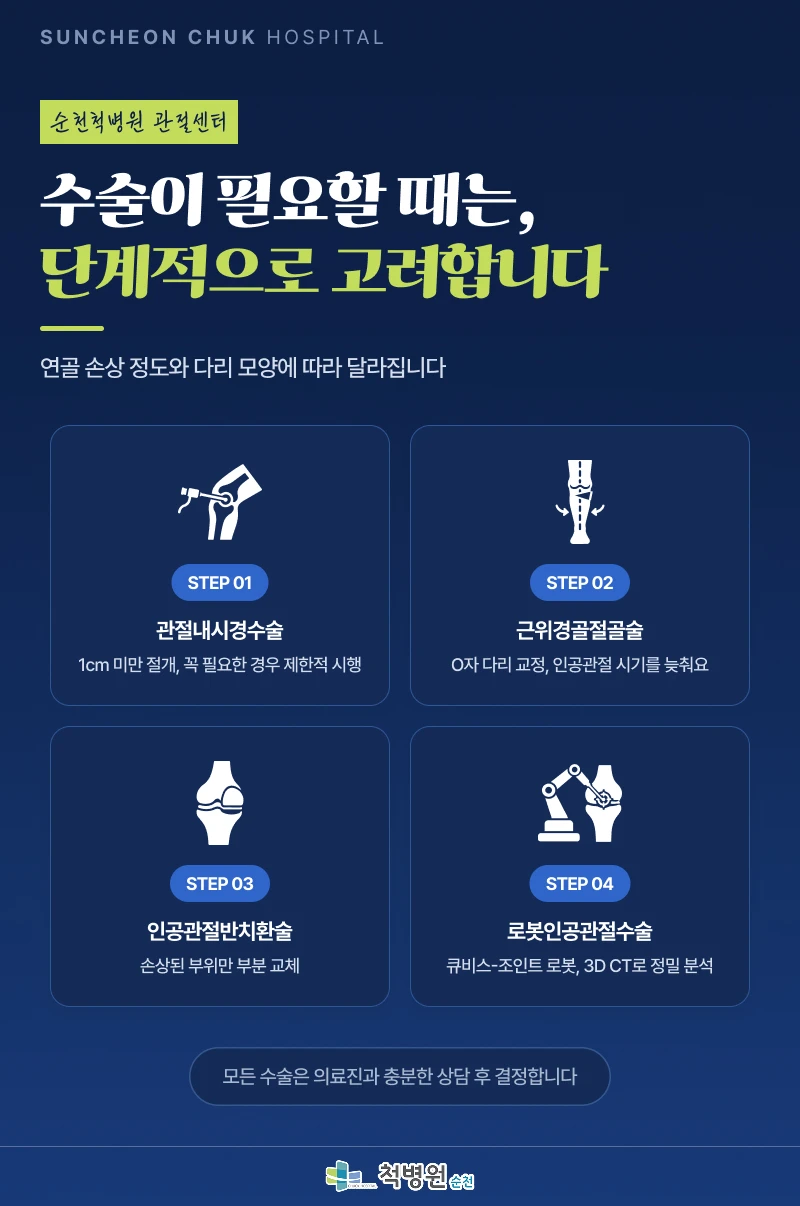 SUNCHEON CHUK HOSPITAL
순천척병원 관절센터
수술이 필요할 때는,
단계적으로 고려합니다
연골 손상 정도와 다리 모양에 따라 달라집니다
STEP 01
관절내시경수술
1cm 미만 절개, 꼭 필요한 경우 제한적 시행
STEP 02
근위경골절골술
O자 다리 교정, 인공관절 시기를 늦춰요
STEP 03
인공관절반치환술
손상된 부위만 부분 교체
STEP 04
로봇인공관절수술
큐비스-조인트 로봇, 3D CT로 정밀 분석
모든 수술은 의료진과 충분한 상담 후 결정합니다
척병원 순천